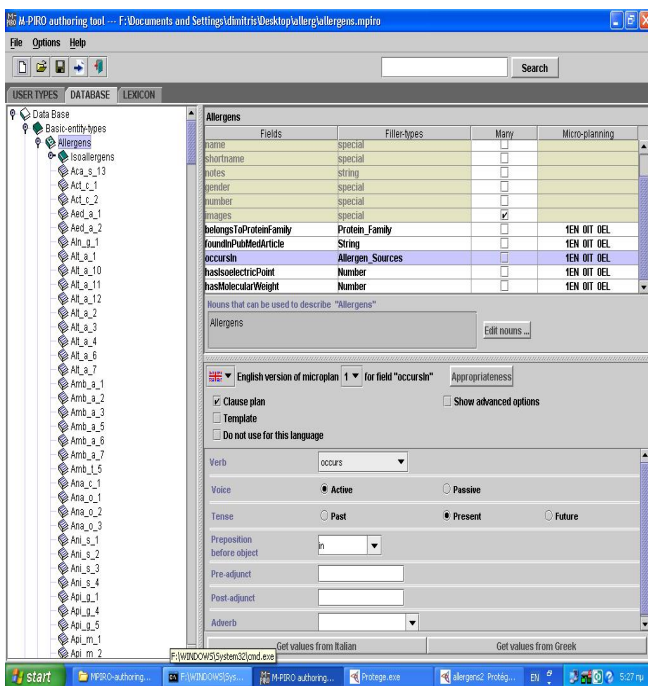 M-PIRO authoring tool --- F:\Documents and Settings\dimitris\Desktop\allerg\allergens.mpiro
File Options Help
Search
USER TYPES DATABASE LEXICON
Data Base
Basic-entity-types
Allergens
Isoallergens
Aca_s_13
Act_c_1
Act_c_2
Aed_a_1
Aed_a_2
Aln_g_1
Alt_a_1
Alt_a_10
Alt_a_11
Alt_a_12
Alt_a_2
Alt_a_3
Alt_a_4
Alt_a_6
Alt_a_7
Amb_a_1
Amb_a_2
Amb_a_3
Amb_a_5
Amb_a_6
Amb_a_7
Amb_t_5
Ana_c_1
Ana_o_1
Ana_o_2
Ana_o_3
Ani_s_1
Ani_s_2
Ani_s_3
Ani_s_4
Api_g_1
Api_g_4
Api_g_5
Api_m_1
Api_m_2
Allergens
Fields Filler-types Many Micro-planning
name special
shortname special
notes string
gender special
number special
images special
belongsToProteinFamily Protein_Family 1EN 0IT 0EL
foundInPubMedArticle String 1EN 0IT 0EL
occursIn Allergen_Sources 1EN 0IT 0EL
hasIsoelectricPoint Number 1EN 0IT 0EL
hasMolecularWeight Number 1EN 0IT 0EL
Nouns that can be used to describe "Allergens"
Allergens
Edit nouns ...
English version of microplan 1 for field "occursIn" Appropriateness
Clause plan Show advanced options
Template
Do not use for this language
Verb occurs
Voice Active Passive
Tense Past Present Future
Preposition before object in
Pre-adjunct
Post-adjunct
Adverb
Get values from Italian Get values from Greek
F:\WINDOWS\System32\cmd.exe
start MPIRO-authoring... F:\WINDOWS\Sys... M-PIRO authoring... Protege.exe allergens2 Protég... EN 5:27 πμ